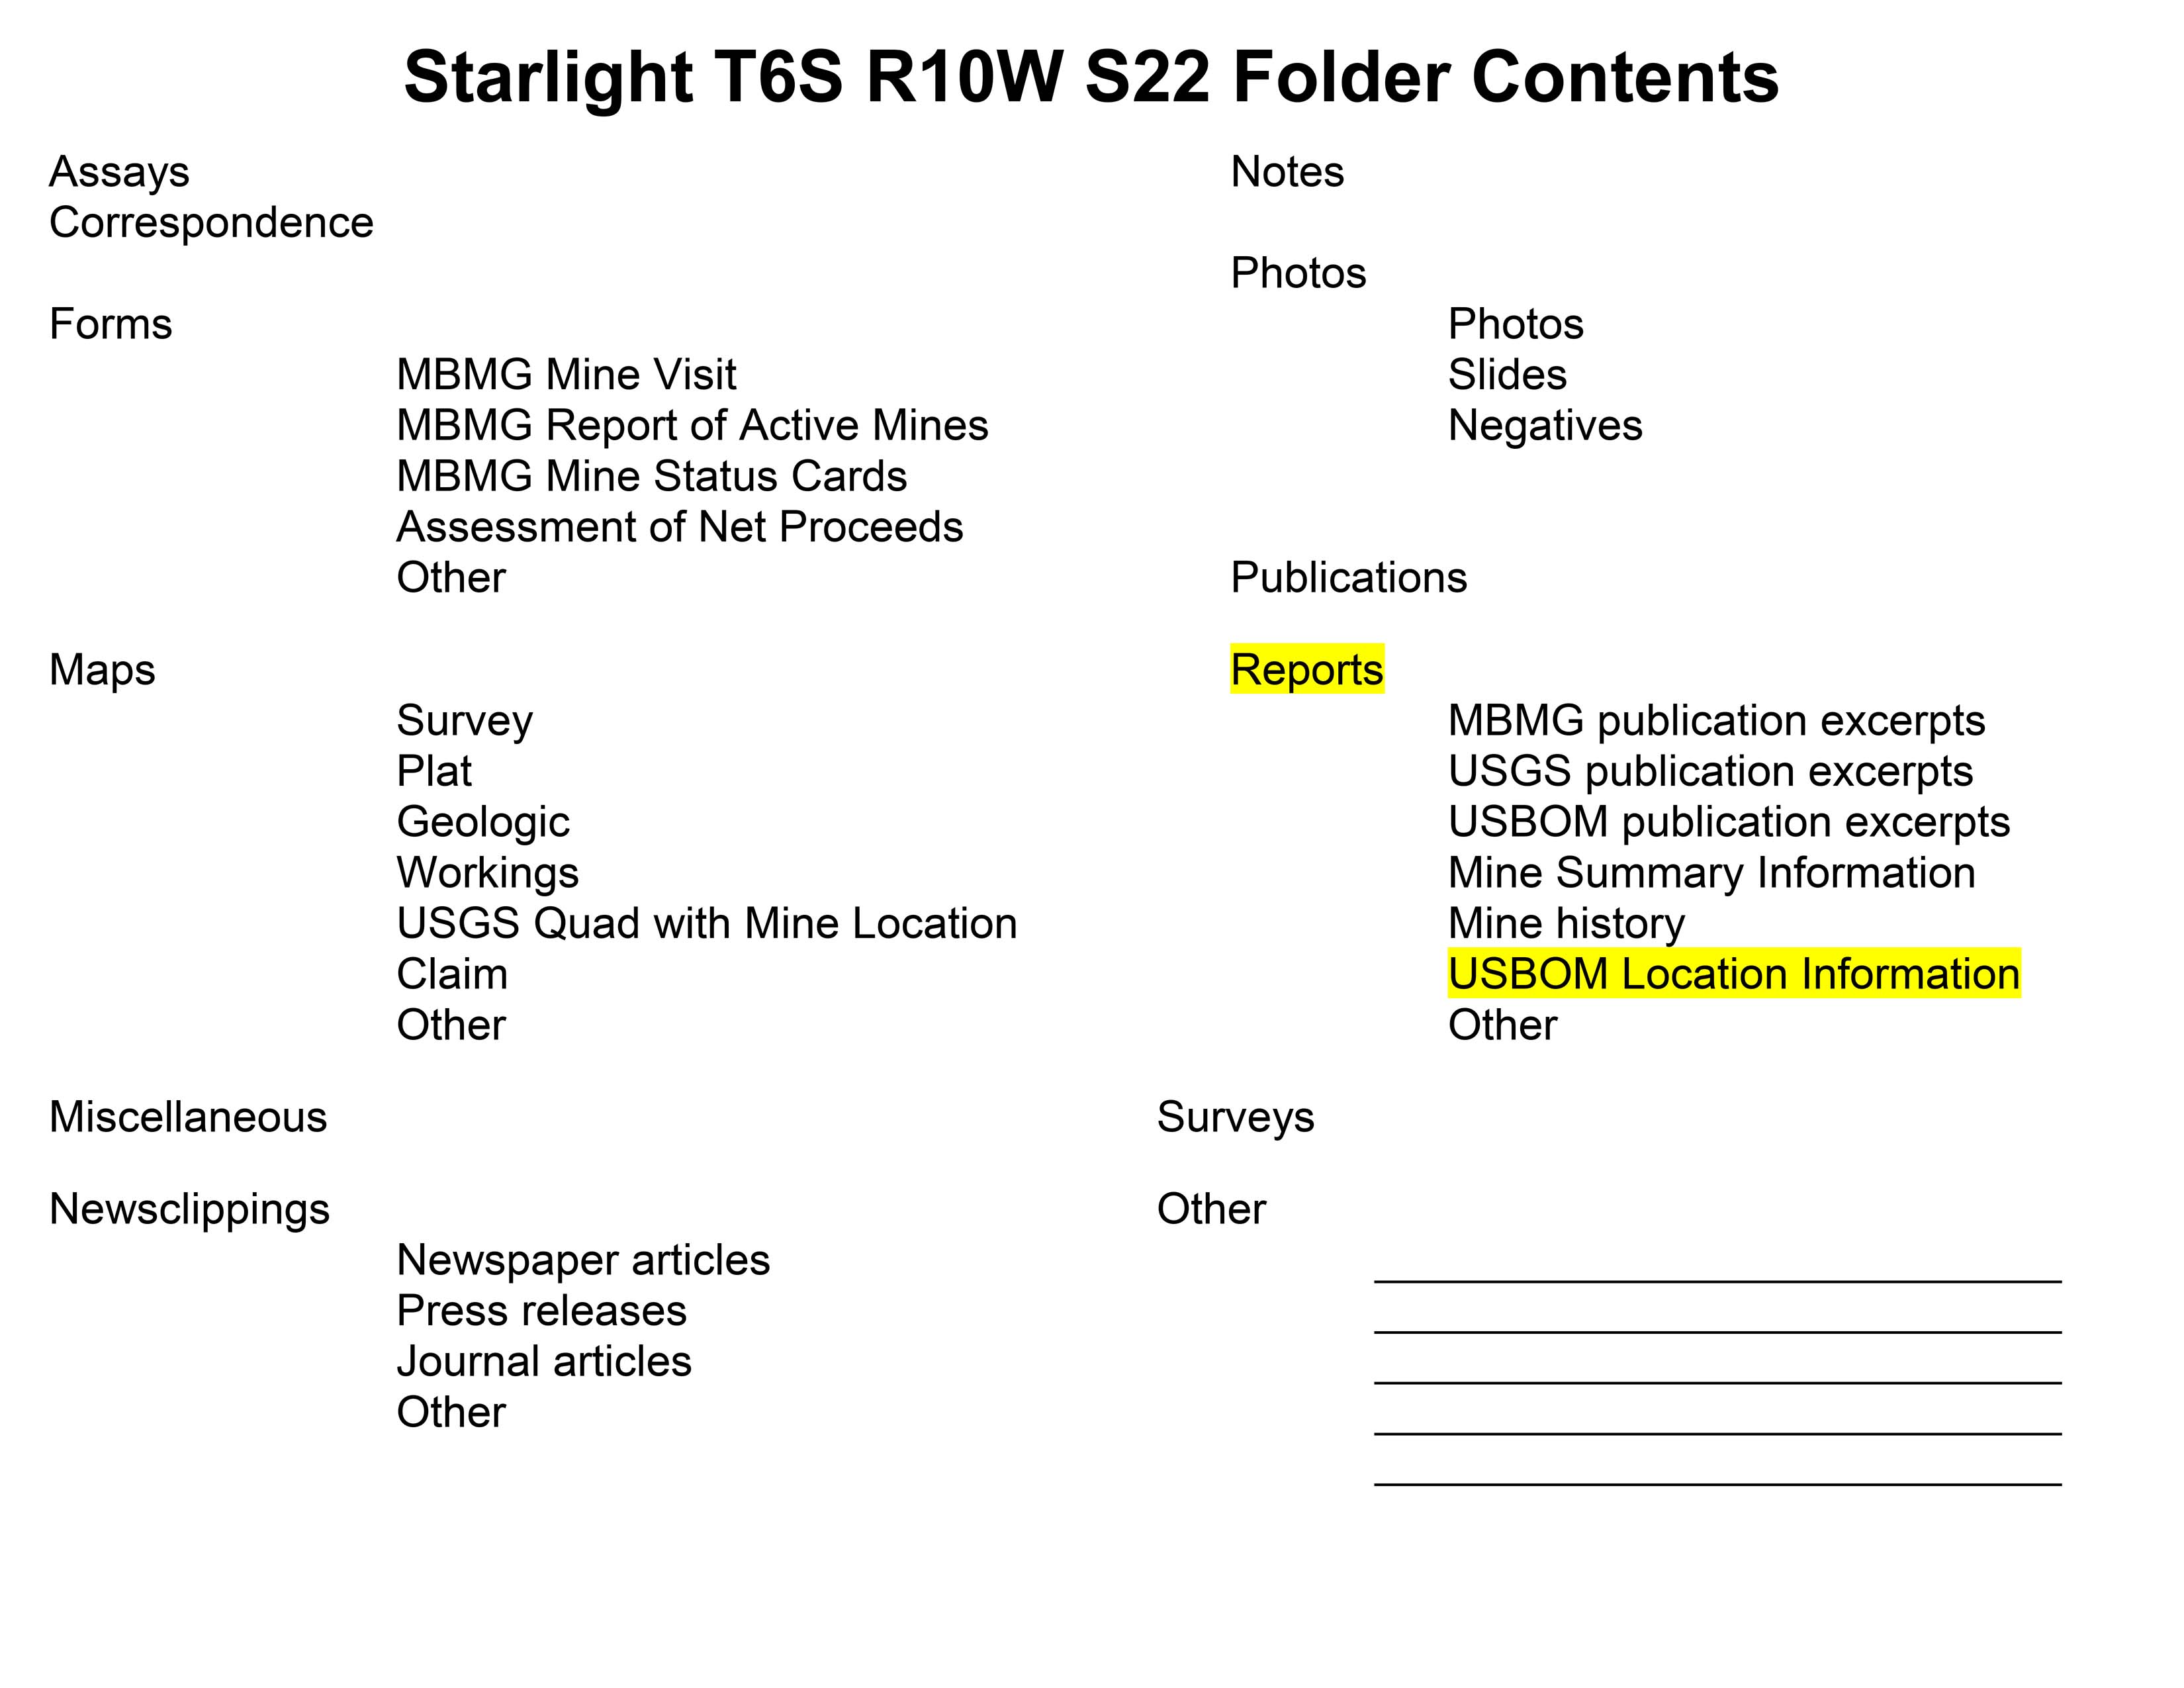 Starlight T6S R10W S22 Folder Contents
Assays
Correspondence
Forms
MBMG Mine Visit
MBMG Report of Active Mines
MBMG Mine Status Cards
Assessment of Net Proceeds
Other
Maps
Survey
Plat
Geologic
Workings
USGS Quad with Mine Location
Claim
Other
Miscellaneous
Newsclippings
Newspaper articles
Press releases
Journal articles
Other
Notes
Photos
Photos
Slides
Negatives
Publications
Reports
MBMG publication excerpts
USGS publication excerpts
USBOM publication excerpts
Mine Summary Information
Mine history
USBOM Location Information
Other
Surveys
Other